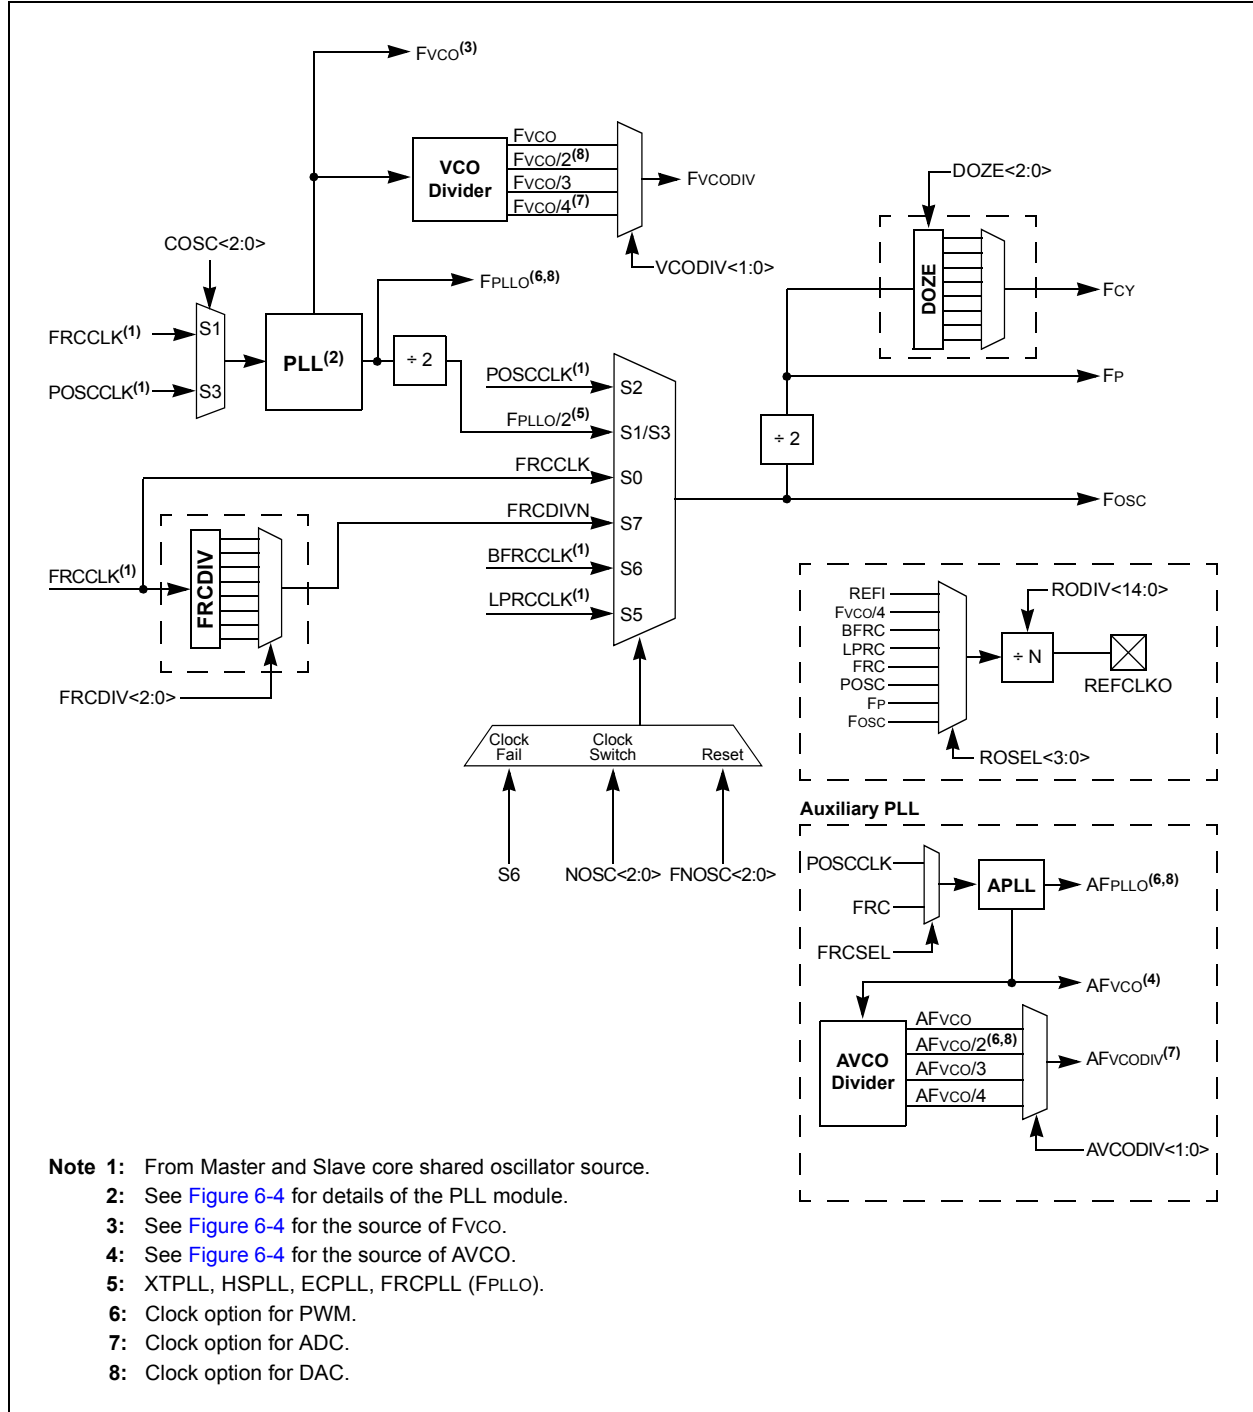 FVCO(3)
VCO
Divider
FVCO
FVCO/2(8)
FVCO/3
FVCO/4(7)
FVCODIV
VCODIV<1:0>
DOZE<2:0>
DOZE
FCY
COSC<2:0>
FPLLO(6,8)
FRCCLK(1)
S1
POSCCLK(1)
S3
PLL(2)
÷ 2
FP
÷ 2
POSCCLK(1)
S2
FPLLO/2(5)
S1/S3
FRCCLK
S0
FOSC
FRCDIVN
S7
BFRCCLK(1)
S6
LPRCCLK(1)
S5
FRCCLK(1)
FRCDIV
FRCDIV<2:0>
Clock
Fail
Clock
Switch
Reset
S6
NOSC<2:0>
FNOSC<2:0>
REFI
FVCO/4
BFRC
LPRC
FRC
POSC
FP
FOSC
RODIV<14:0>
÷ N
REFCLKO
ROSEL<3:0>
Auxiliary PLL
POSCCLK
FRC
FRCSEL
APLL
AFPLLO(6,8)
AFVCO(4)
AVCO
Divider
AFVCO
AFVCO/2(6,8)
AFVCO/3
AFVCO/4
AFVCODIV(7)
AVCODIV<1:0>
Note 1: From Master and Slave core shared oscillator source.
2: See Figure 6-4 for details of the PLL module.
3: See Figure 6-4 for the source of FVCO.
4: See Figure 6-4 for the source of AVCO.
5: XTPLL, HSPLL, ECPLL, FRCPLL (FPLLO).
6: Clock option for PWM.
7: Clock option for ADC.
8: Clock option for DAC.